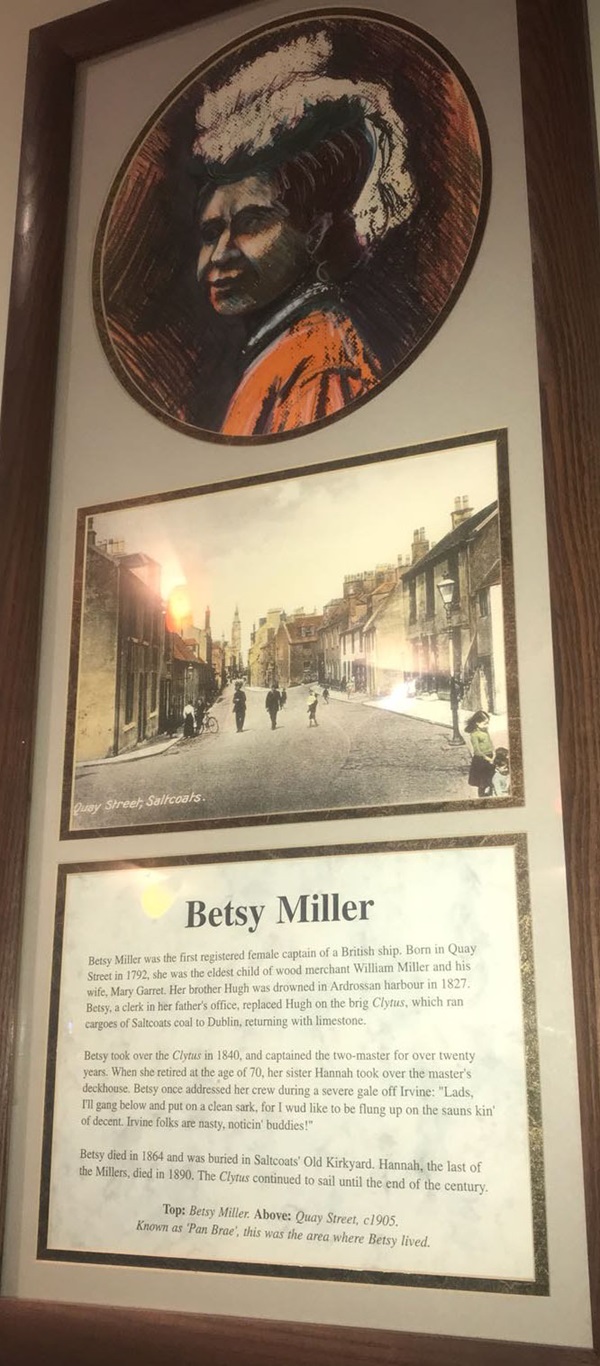 Quay Street, Saltcoats.
Betsy Miller
Betsy Miller was the first registered female captain of a British ship. Born in Quay
Street in 1792, she was the eldest child of wood merchant William Miller and his
wife, Mary Garret. Her brother Hugh was drowned in Ardrossan harbour in 1827.
Betsy, a clerk in her father's office, replaced Hugh on the brig Clytus, which ran
cargoes of Saltcoats coal to Dublin, returning with limestone.
Betsy took over the Clytus in 1840, and captained the two-master for over twenty
years. When she retired at the age of 70, her sister Hannah took over the master's
deckhouse. Betsy once addressed her crew during a severe gale off Irvine: "Lads,
I'll gang below and put on a clean sark, for I wud like to be flung up on the sauns kin'
of decent. Irvine folks are nasty, noticin' buddies!"
Betsy died in 1864 and was buried in Saltcoats' Old Kirkyard. Hannah, the last of
the Millers, died in 1890. The Clytus continued to sail until the end of the century.
Top: Betsy Miller. Above: Quay Street, c1905.
Known as 'Pan Brae', this was the area where Betsy lived.